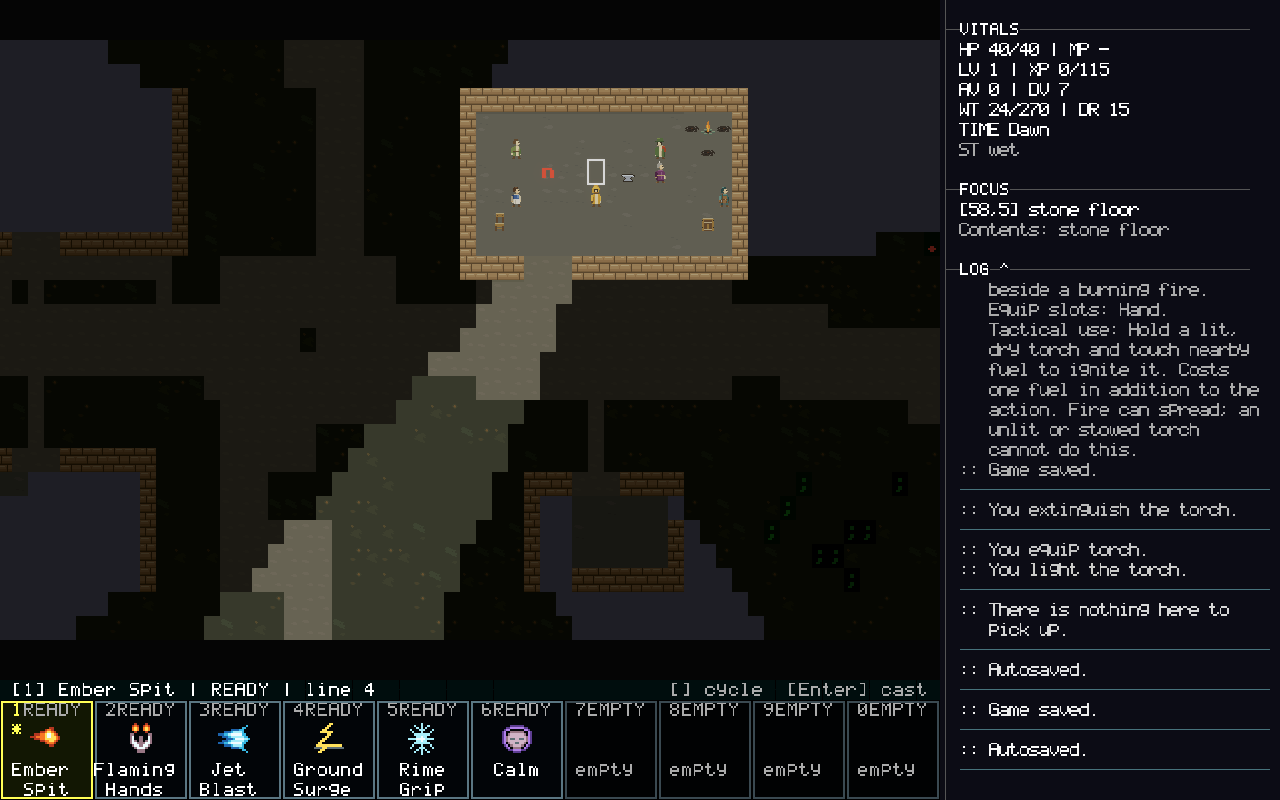 VITALS
HP 40/40 | MP -
LV 1 | XP 0/115
AV 0 | DV 7
WT 24/270 | DR 15
TIME Dawn
ST wet
FOCUS
[58,5] stone floor
Contents: stone floor
LOG ^
beside a burning fire.
Equip slots: Hand.
Tactical use: Hold a lit,
dry torch and touch nearby
fuel to ignite it. Costs
one fuel in addition to the
action. Fire can spread; an
unlit or stowed torch
cannot do this.
:: Game saved.
:: You extinguish the torch.
:: You equip torch.
:: You light the torch.
:: There is nothing here to
pick up.
:: Autosaved.
:: Game saved.
:: Autosaved.
n
[1] Ember Spit | READY | line 4 [] cycle [Enter] cast
1READY 2READY 3READY 4READY 5READY 6READY 7EMPTY 8EMPTY 9EMPTY 0EMPTY
*
Ember Flaming Jet Ground Rime Calm empty empty empty empty
Spit Hands Blast Surge Grip